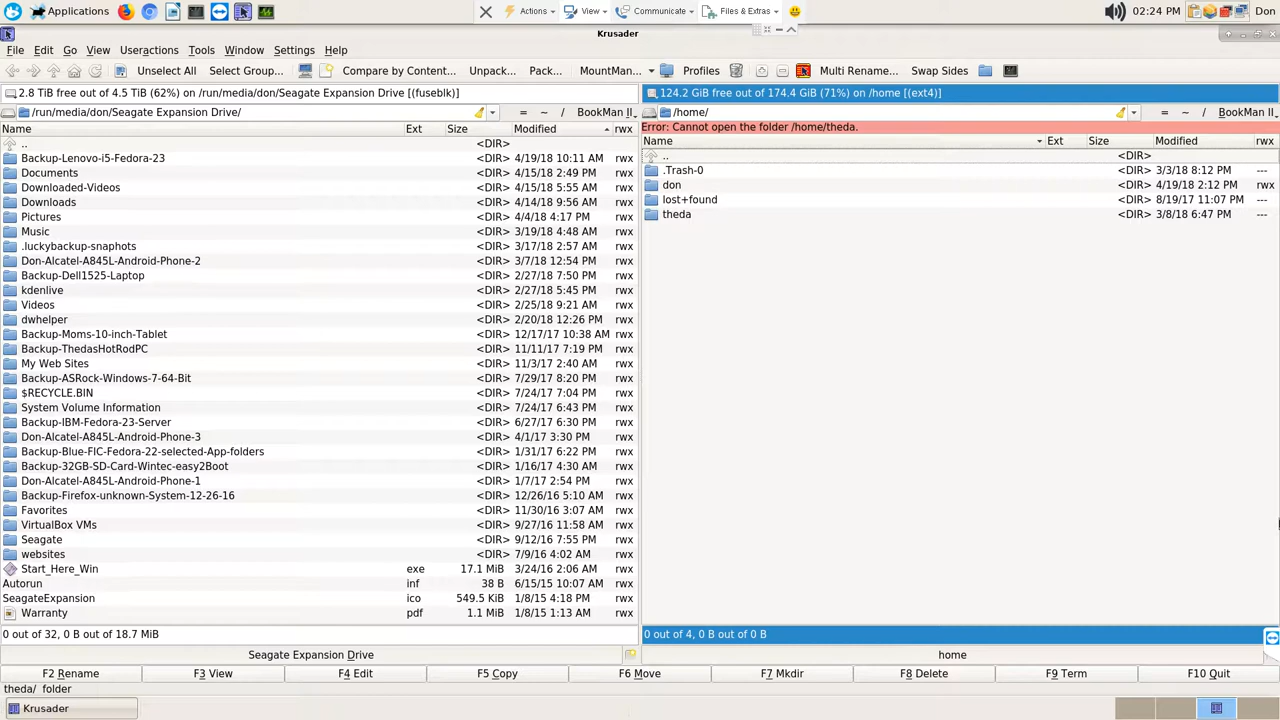 Applications
Actions View Communicate Files & Extras
02:24 PM Don
Krusader
File Edit Go View Useractions Tools Window Settings Help
Unselect All Select Group... Compare by Content... Unpack... Pack... MountMan... Profiles Multi Rename... Swap Sides
2.8 TiB free out of 4.5 TiB (62%) on /run/media/don/Seagate Expansion Drive [(fuseblk)]
/run/media/don/Seagate Expansion Drive/ = ~ / BookMan II
Name Ext Size Modified rwx
.. <DIR>
Backup-Lenovo-i5-Fedora-23 <DIR> 4/19/18 10:11 AM rwx
Documents <DIR> 4/15/18 2:49 PM rwx
Downloaded-Videos <DIR> 4/15/18 5:55 AM rwx
Downloads <DIR> 4/14/18 9:56 AM rwx
Pictures <DIR> 4/4/18 4:17 PM rwx
Music <DIR> 3/19/18 4:48 AM rwx
.luckybackup-snaphots <DIR> 3/17/18 2:57 AM rwx
Don-Alcatel-A845L-Android-Phone-2 <DIR> 3/7/18 12:54 PM rwx
Backup-Dell1525-Laptop <DIR> 2/27/18 7:50 PM rwx
kdenlive <DIR> 2/27/18 5:45 PM rwx
Videos <DIR> 2/25/18 9:21 AM rwx
dwhelper <DIR> 2/20/18 12:26 PM rwx
Backup-Moms-10-inch-Tablet <DIR> 12/17/17 10:38 AM rwx
Backup-ThedasHotRodPC <DIR> 11/11/17 7:19 PM rwx
My Web Sites <DIR> 11/3/17 2:40 AM rwx
Backup-ASRock-Windows-7-64-Bit <DIR> 7/29/17 8:20 PM rwx
$RECYCLE.BIN <DIR> 7/24/17 7:04 PM rwx
System Volume Information <DIR> 7/24/17 6:43 PM rwx
Backup-IBM-Fedora-23-Server <DIR> 6/27/17 6:30 PM rwx
Don-Alcatel-A845L-Android-Phone-3 <DIR> 4/1/17 3:30 PM rwx
Backup-Blue-FIC-Fedora-22-selected-App-folders <DIR> 1/31/17 6:22 PM rwx
Backup-32GB-SD-Card-Wintec-easy2Boot <DIR> 1/16/17 4:30 AM rwx
Don-Alcatel-A845L-Android-Phone-1 <DIR> 1/7/17 2:54 PM rwx
Backup-Firefox-unknown-System-12-26-16 <DIR> 12/26/16 5:10 AM rwx
Favorites <DIR> 11/30/16 3:07 AM rwx
VirtualBox VMs <DIR> 9/27/16 11:58 AM rwx
Seagate <DIR> 9/12/16 7:55 PM rwx
websites <DIR> 7/9/16 4:02 AM rwx
Start_Here_Win exe 17.1 MiB 3/24/16 2:06 AM rwx
Autorun inf 38 B 6/15/15 10:07 AM rwx
SeagateExpansion ico 549.5 KiB 1/8/15 4:18 PM rwx
Warranty pdf 1.1 MiB 1/8/15 1:13 AM rwx
0 out of 32, 0 B out of 18.7 MiB
Seagate Expansion Drive
124.2 GiB free out of 174.4 GiB (71%) on /home [(ext4)]
/home/ = ~ / BookMan II
Error: Cannot open the folder /home/theda.
Name Ext Size Modified rwx
.. <DIR>
.Trash-0 <DIR> 3/3/18 8:12 PM ---
don <DIR> 4/19/18 2:12 PM rwx
lost+found <DIR> 8/19/17 11:07 PM ---
theda <DIR> 3/8/18 6:47 PM ---
0 out of 4, 0 B out of 0 B
home
F2 Rename F3 View F4 Edit F5 Copy F6 Move F7 Mkdir F8 Delete F9 Term F10 Quit
theda/ folder
Krusader